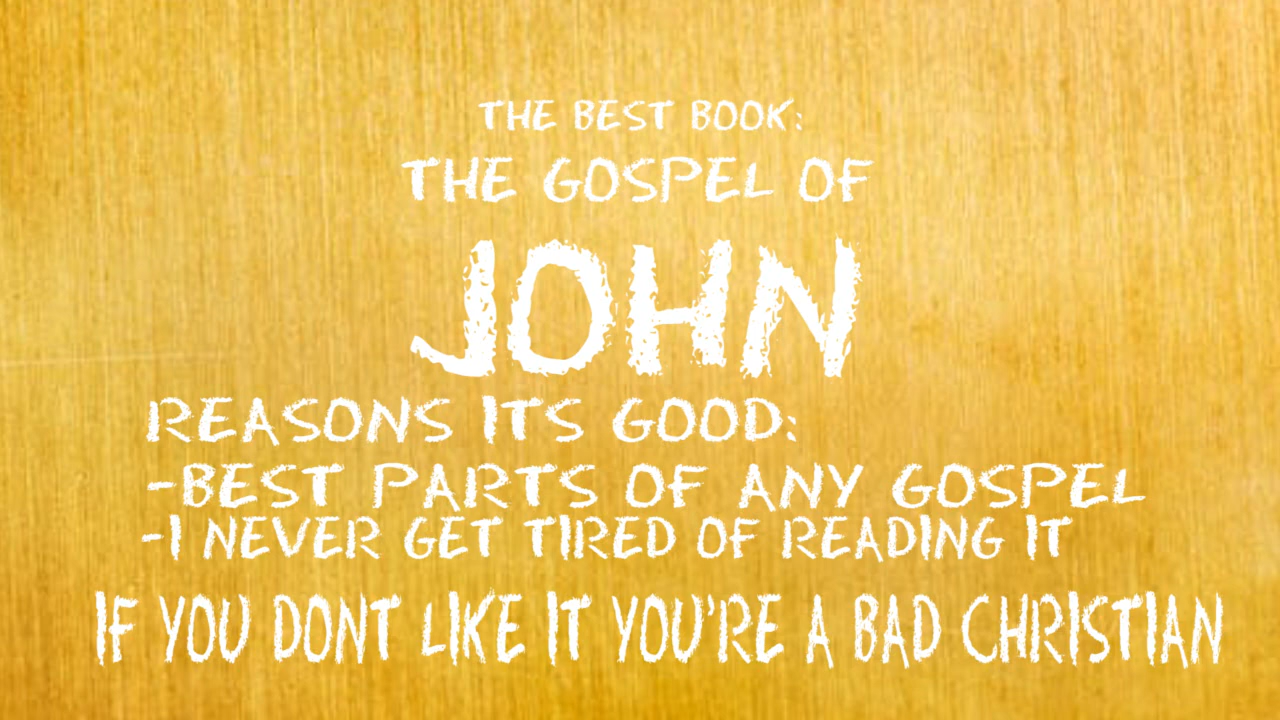 THE BEST BOOK:
THE GOSPEL OF
JOHN
REASONS ITS GOOD:
-BEST PARTS OF ANY GOSPEL
-I NEVER GET TIRED OF READING IT
IF YOU DONT LIKE IT YOU'RE A BAD CHRISTIAN